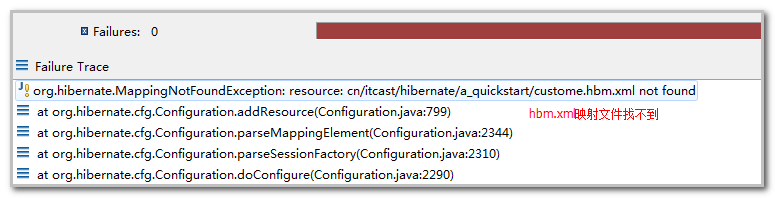 Failures: 0
Failure Trace
org.hibernate.MappingNotFoundException: resource: cn/itcast/hibernate/a_quickstart/custome.hbm.xml not found
at org.hibernate.cfg.Configuration.addResource(Configuration.java:799)
hbm.xml映射文件找不到
at org.hibernate.cfg.Configuration.parseMappingElement(Configuration.java:2344)
at org.hibernate.cfg.Configuration.parseSessionFactory(Configuration.java:2310)
at org.hibernate.cfg.Configuration.doConfigure(Configuration.java:2290)